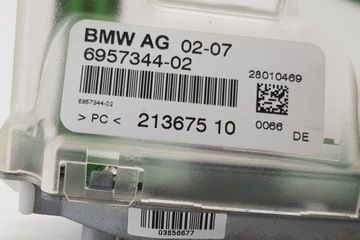 BMW AG 02-07
6957344-02
28010469
6957344-02
0066 DE
> PC < 213675 10
03856677